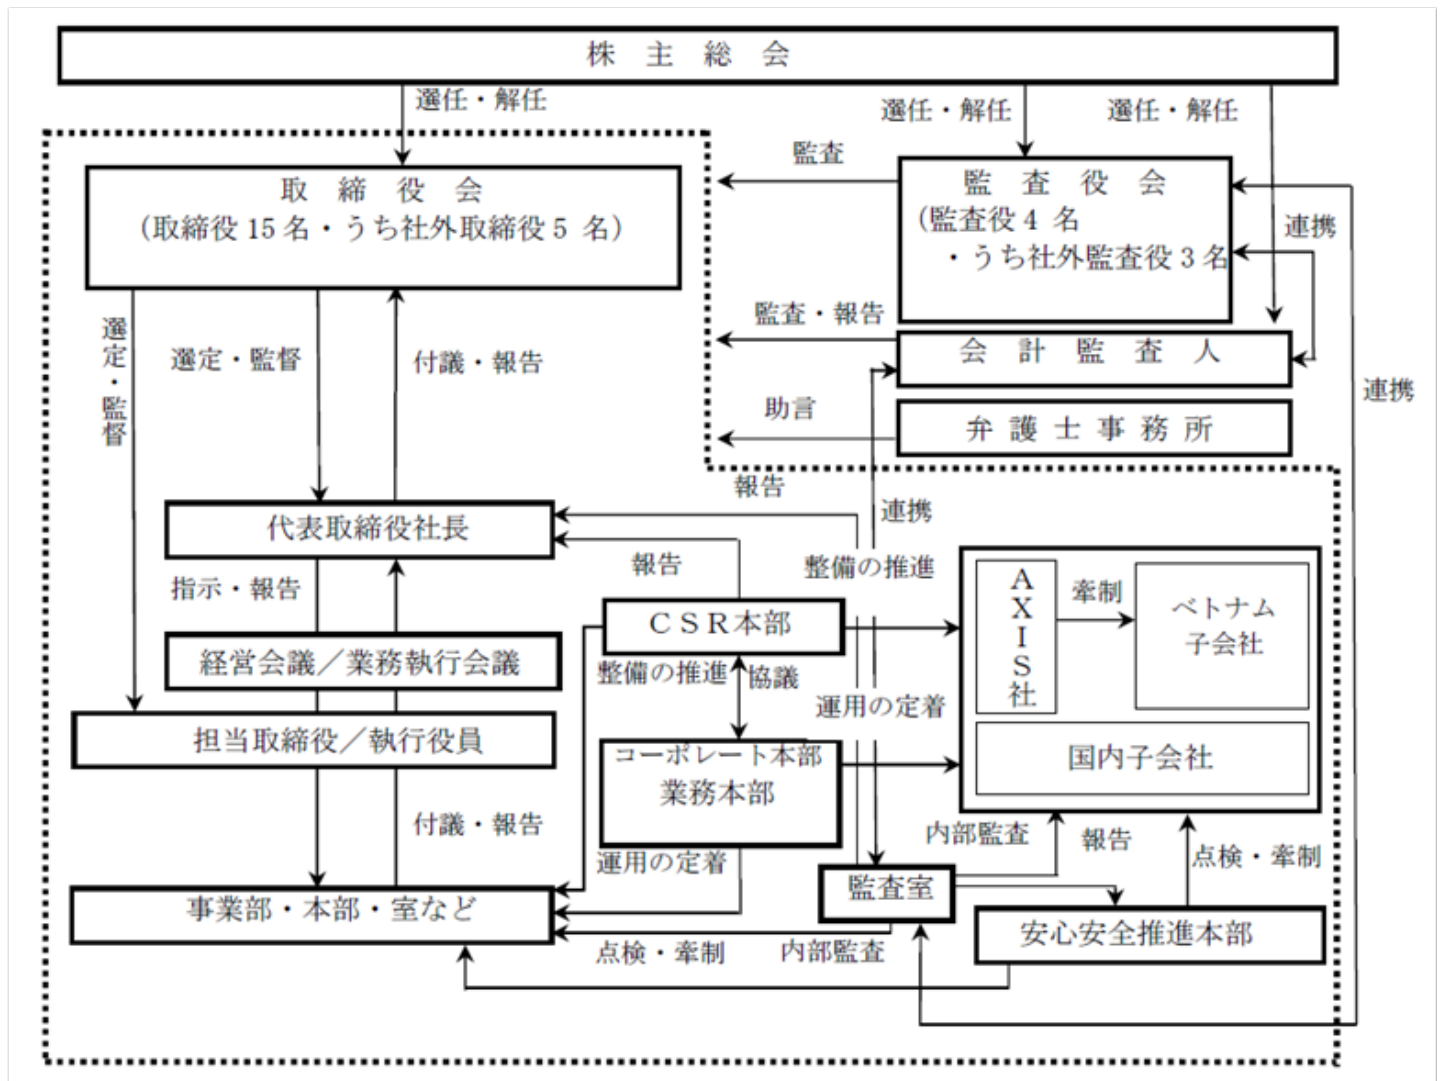 株主総会
選任・解任
選任・解任
選任・解任
取締役会
(取締役15名・うち社外取締役5 名)
監査
監査役会
(監査役4 名
・うち社外監査役3名
連携
監査・報告
会計監査人
選定・監督
選定・監督
付議・報告
連携
助言
弁護士事務所
報告
連携
代表取締役社長
報告
整備の推進
指示・報告
CSR本部
AXIS社
牽制
ベトナム
子会社
経営会議／業務執行会議
整備の推進
協議
運用の定着
担当取締役／執行役員
コーポレート本部
業務本部
国内子会社
付議・報告
運用の定着
内部監査
報告
点検・牽制
監査室
事業部・本部・室など
安心安全推進本部
点検・牽制
内部監査